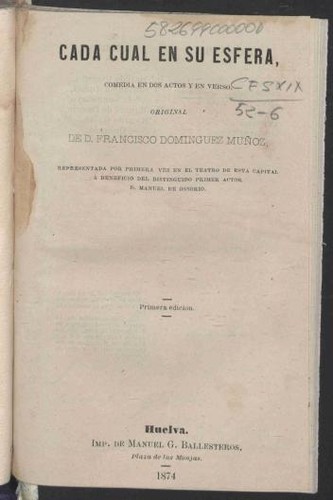 582699000000
CADA CUAL EN SU ESFERA,
COMEDIA EN DOS ACTOS Y EN VERSO,
CFSXIX
ORIGINAL
52-6
DE D. FRANCISCO DOMINGUEZ MUÑOZ,
REPRESENTADA POR PRIMERA VEZ EN EL TEATRO DE ESTA CAPITAL
Á BENEFICIO DEL DISTINGUIDO PRIMER ACTOR
D. MANUEL DE OSSORIO.
Primera edicion.
Huelva.
IMP. DE MANUEL G. BALLESTEROS,
Plaza de las Monjas.
1874